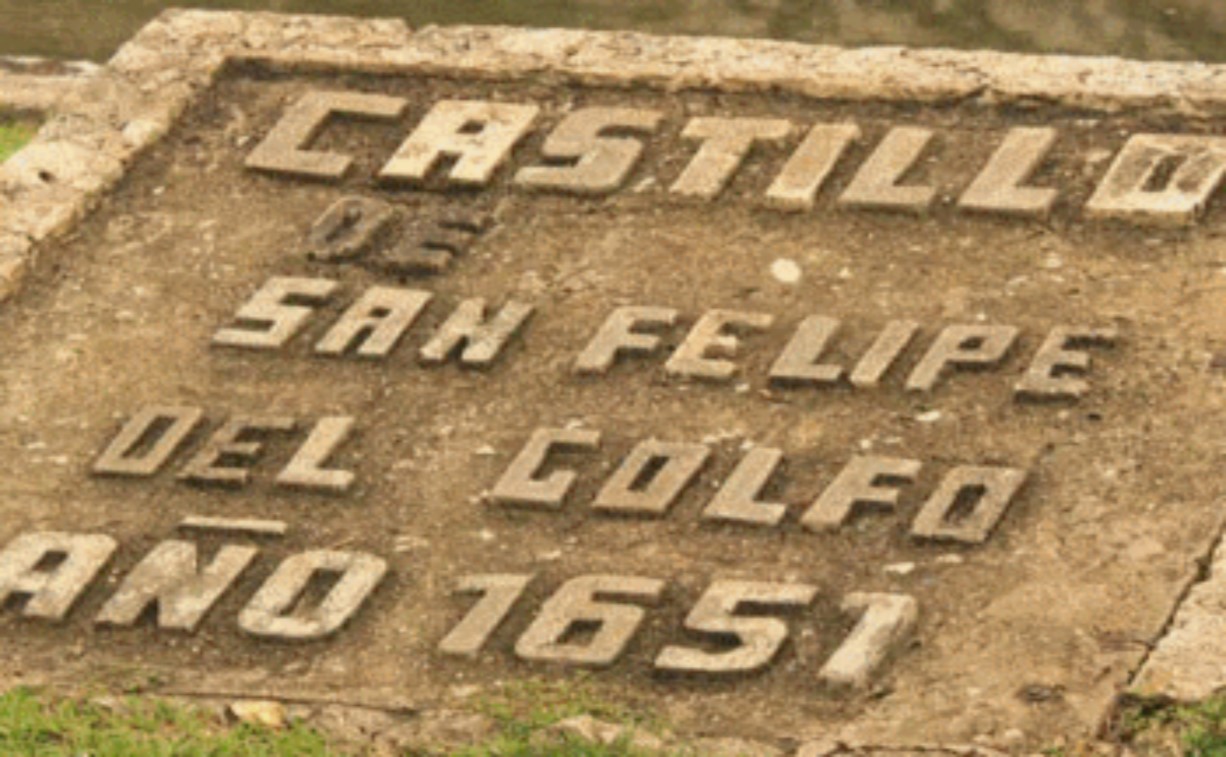 CASTILLO
DE
SAN FELIPE
DEL GOLFO
AÑO 1651